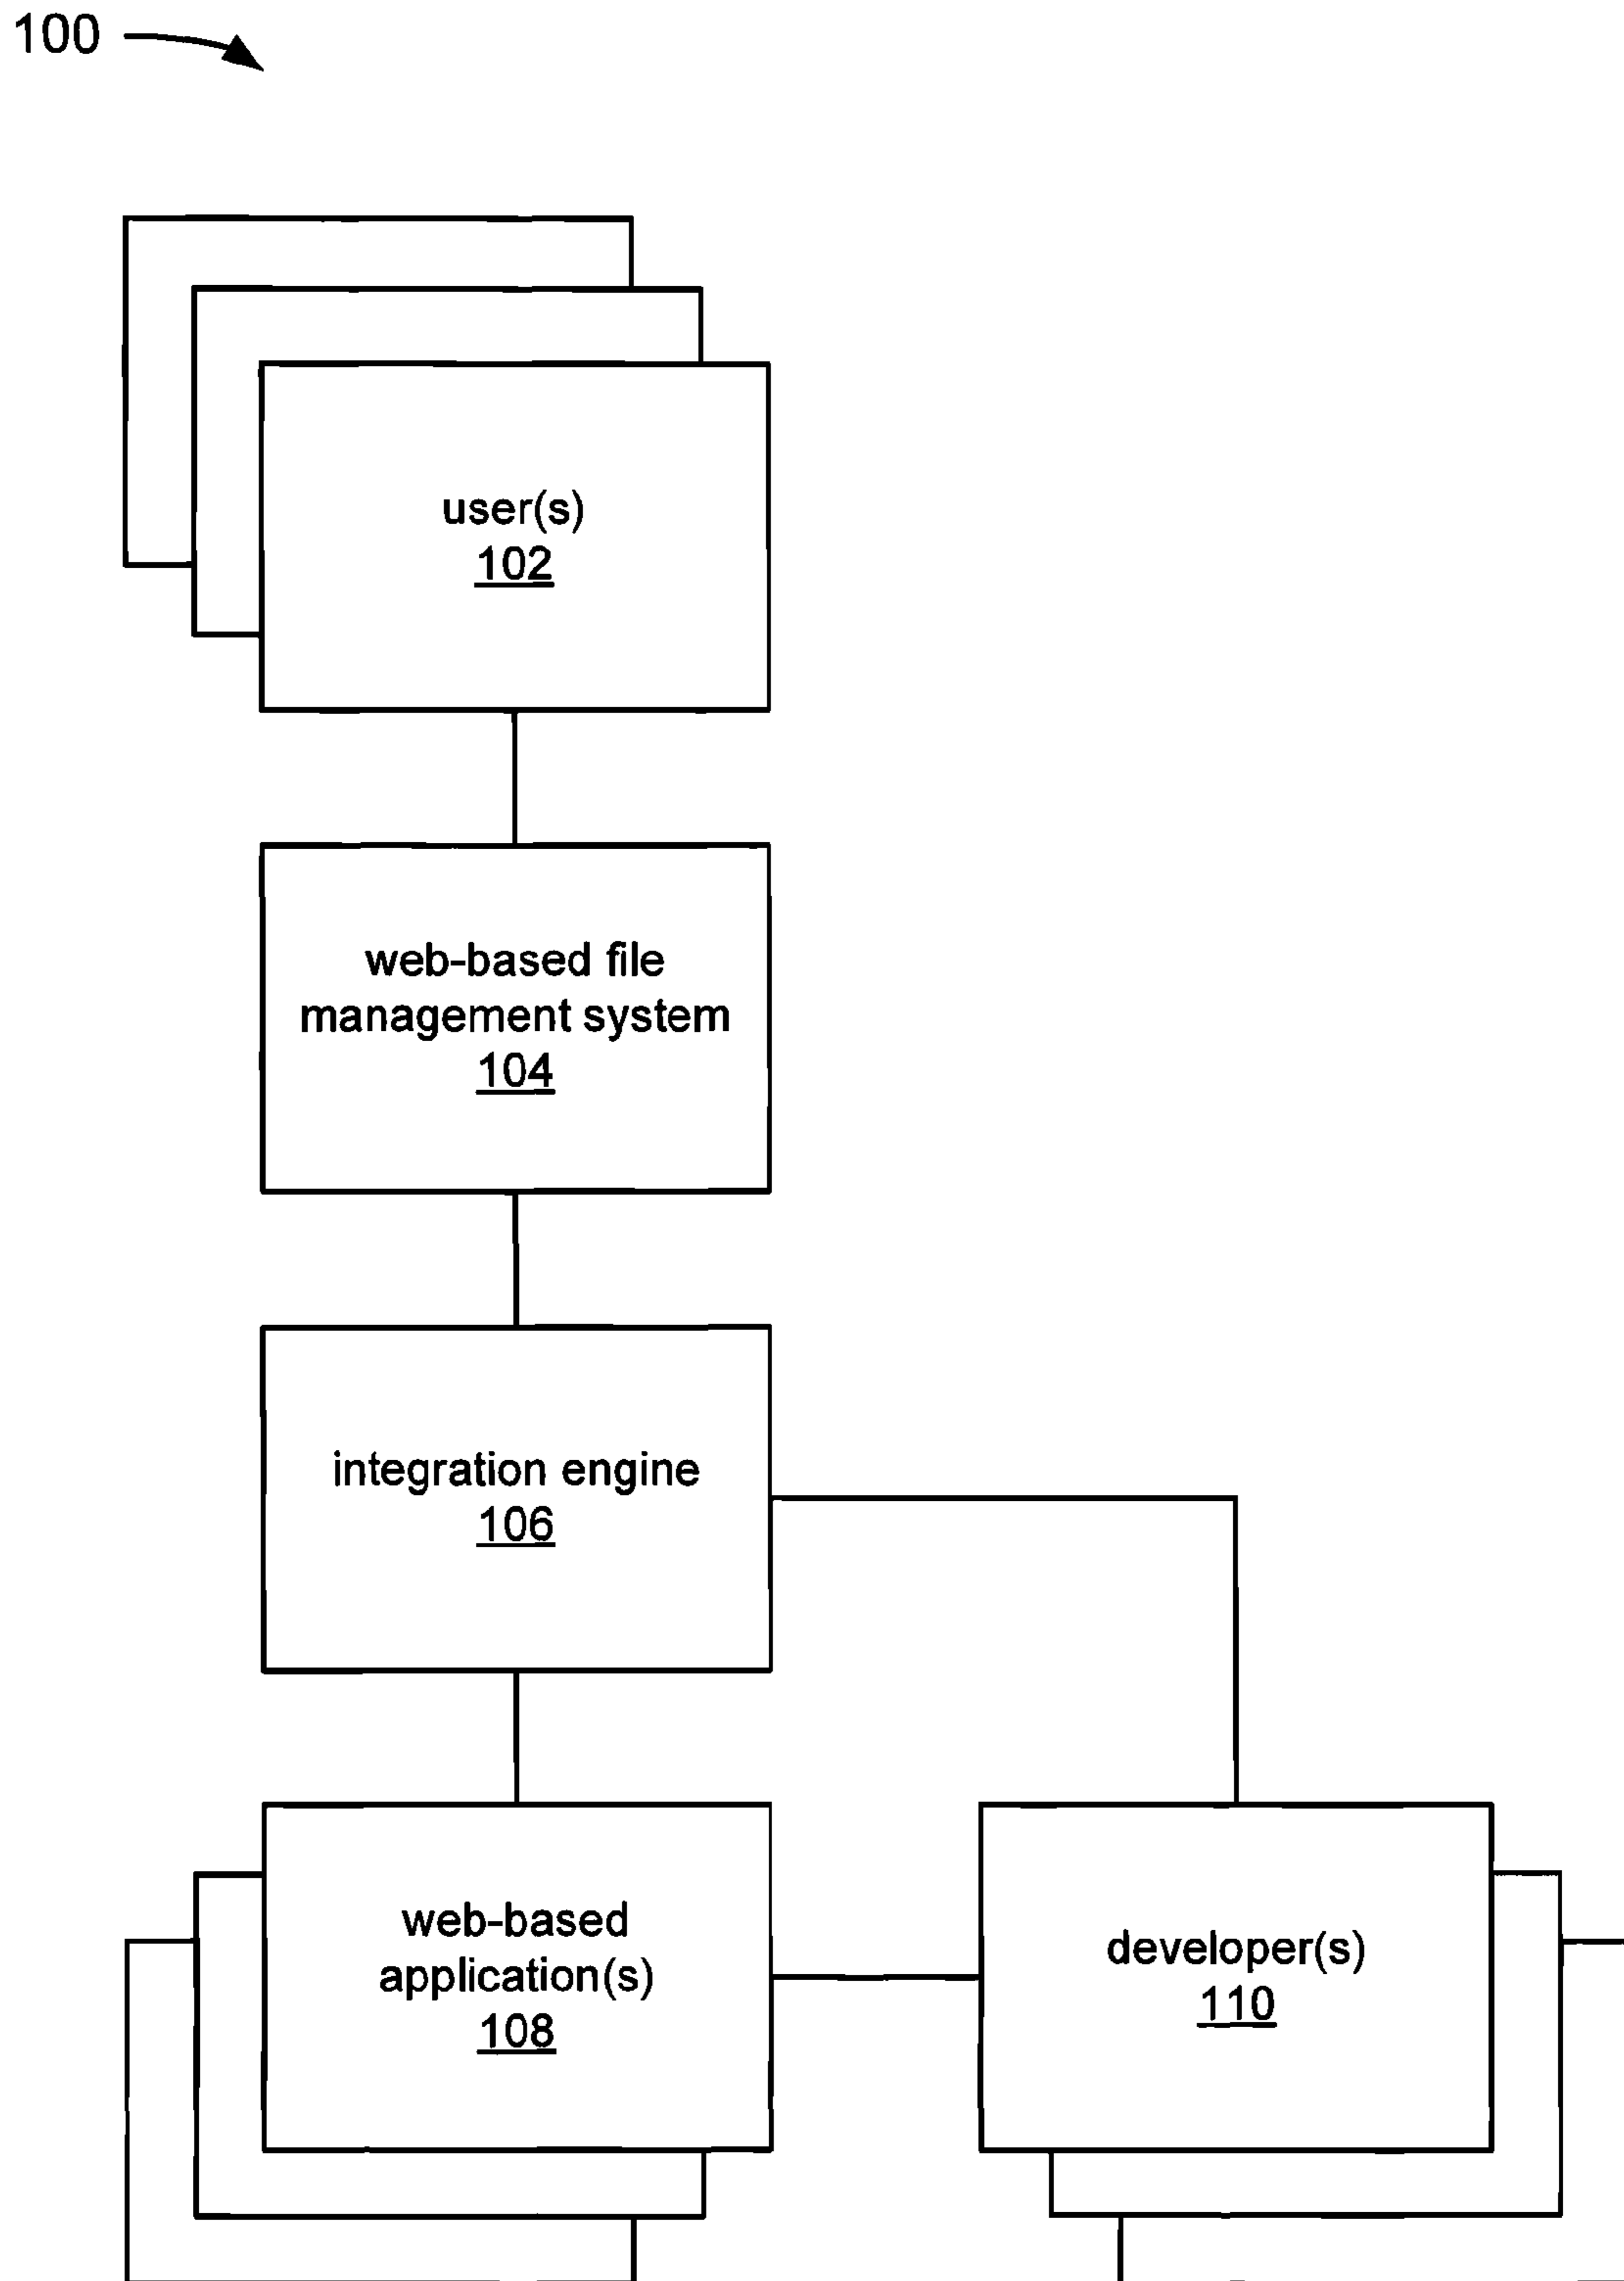 100
user(s)
102
web-based file
management system
104
integration engine
106
web-based
application(s)
108
developer(s)
110